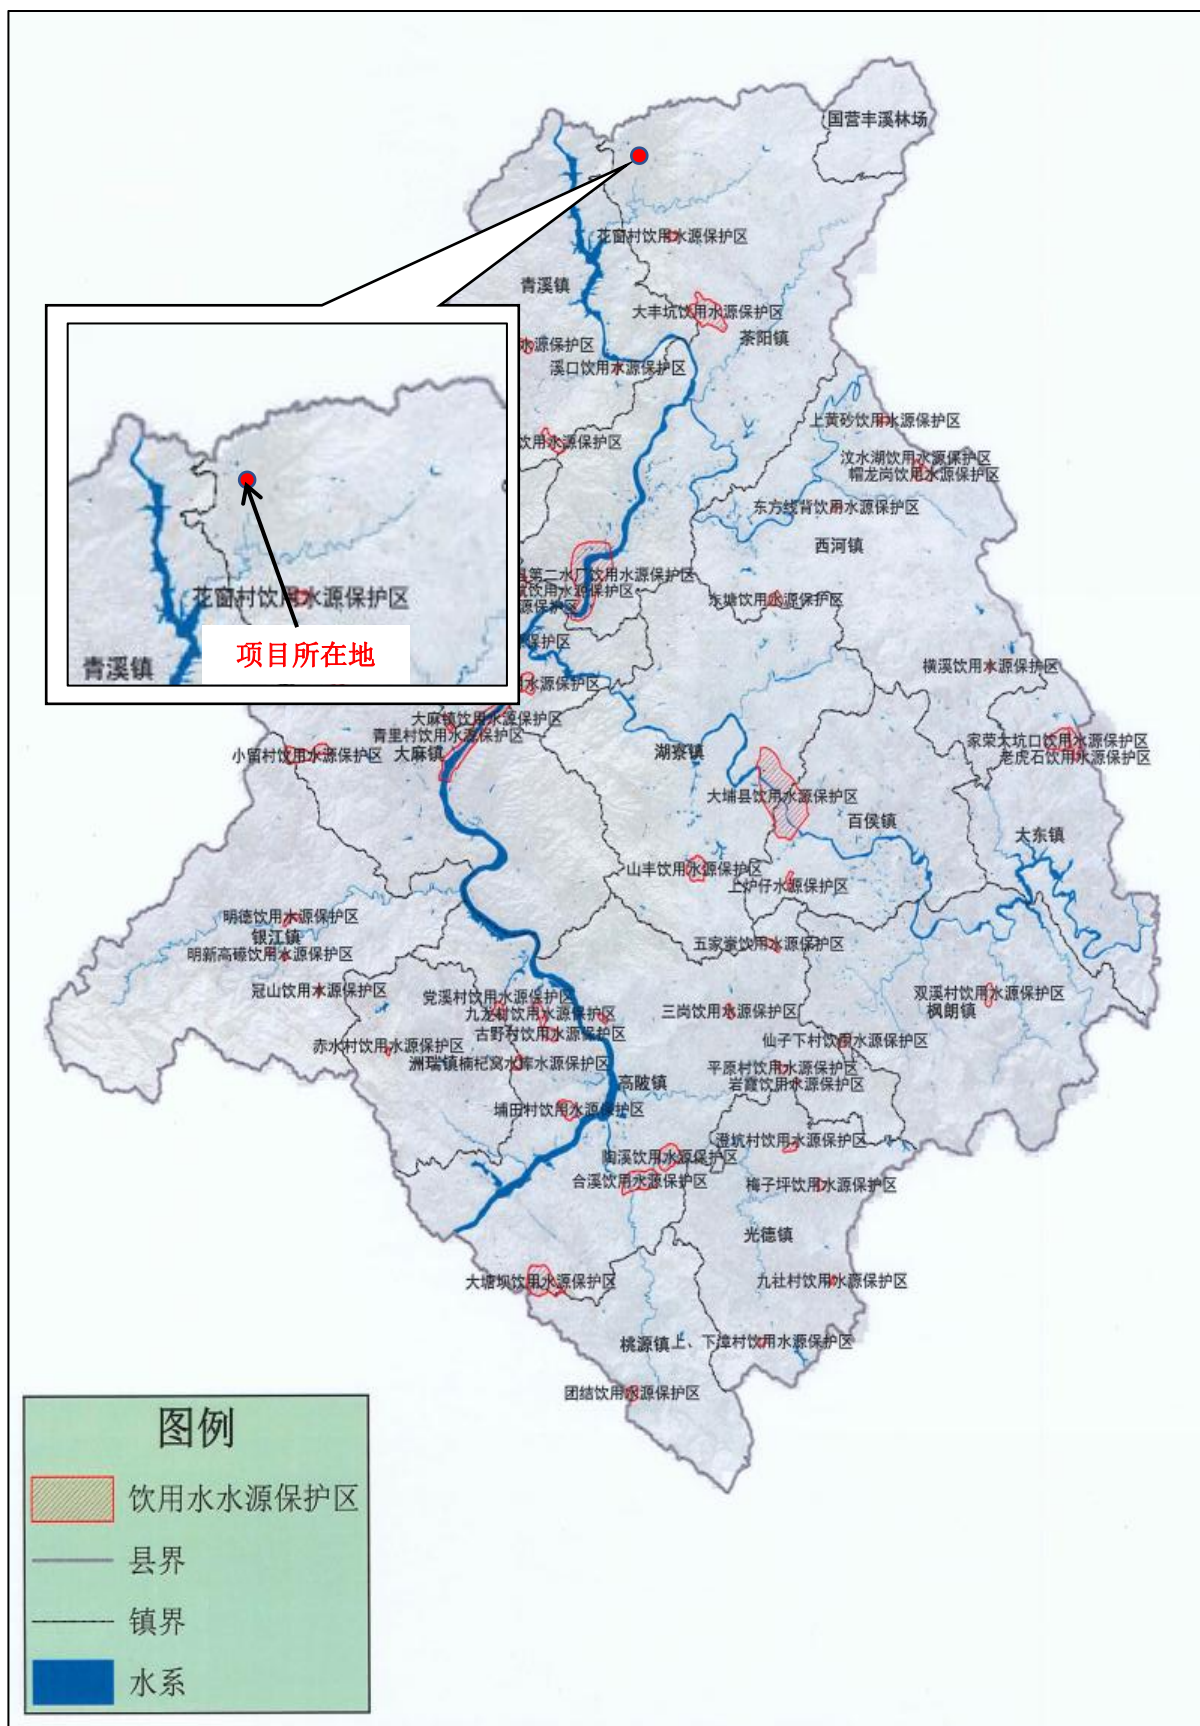 国营丰溪林场
花窗村饮用水源保护区
青溪镇
大丰坑饮用水源保护区
茶阳镇
水源保护区
溪口饮用水源保护区
上黄砂饮用水源保护区
饮用水源保护区
汶水湖饮用水源保护区
帽龙岗饮用水源保护区
东方线背饮用水源保护区
西河镇
花窗村饮用水源保护区
项目所在地
青溪镇
第二水厂饮用水源保护区
饮用水源保护区
源保护区
东塘饮用水源保护区
保护区
横溪饮用水源保护区
用水源保护区
大麻镇饮用水源保护区
青里村饮用水源保护区
大麻镇
小留村饮用水源保护区
湖寮镇
家荣大坑口饮用水源保护区
老虎石饮用水源保护区
大埔县饮用水源保护区
百侯镇
大东镇
山丰饮用水源保护区
上炉仔水源保护区
明德饮用水源保护区
银江镇
明新高礤饮用水源保护区
五家嵛饮用水源保护区
冠山饮用水源保护区
党溪村饮用水源保护区
九龙村饮用水源保护区
古野村饮用水源保护区
三岗饮用水源保护区
双溪村饮用水源保护区
枫朗镇
赤水村饮用水源保护区
洲瑞镇楠杞窝水库水源保护区
仙子下村饮用水源保护区
平原村饮用水源保护区
岩霞饮用水源保护区
高陂镇
埔田村饮用水源保护区
澄坑村饮用水源保护区
陶溪饮用水源保护区
合溪饮用水源保护区
梅子坪饮用水源保护区
光德镇
大塘坝饮用水源保护区
九社村饮用水源保护区
桃源镇
上、下漳村饮用水源保护区
团结饮用水源保护区
图例
饮用水水源保护区
县界
镇界
水系